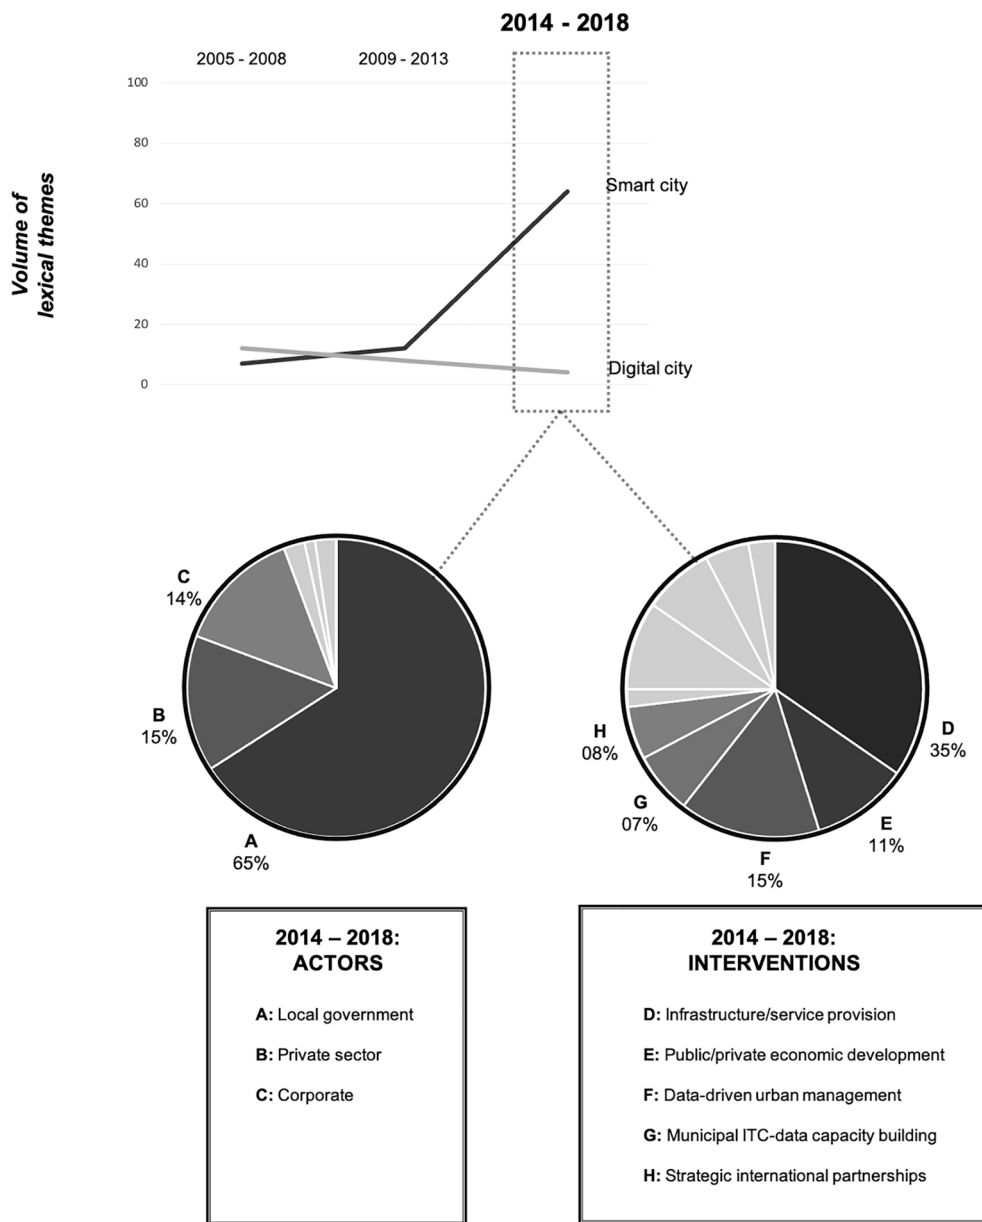 2014 - 2018
2005 - 2008
2009 - 2013
100
80
60
40
20
0
Volume of
lexical themes
Smart city
Digital city
C
14%
B
15%
A
65%
D
35%
E
11%
F
15%
G
07%
H
08%
2014 – 2018:
ACTORS
A: Local government
B: Private sector
C: Corporate
2014 – 2018:
INTERVENTIONS
D: Infrastructure/service provision
E: Public/private economic development
F: Data-driven urban management
G: Municipal ITC-data capacity building
H: Strategic international partnerships